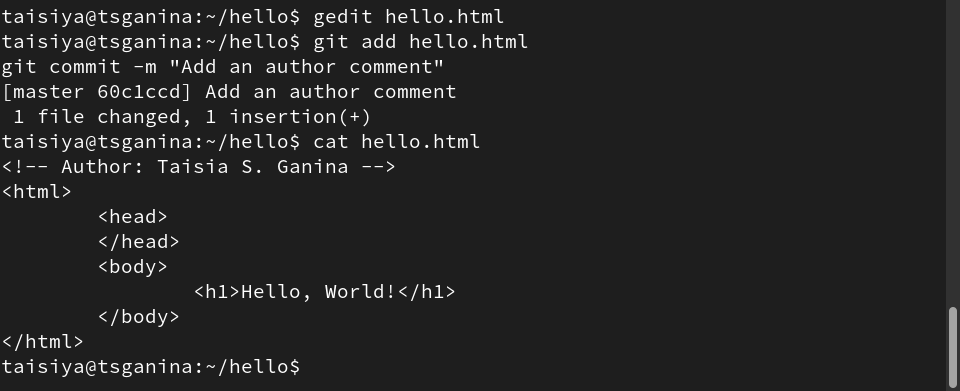 taisiya@tsganina:~/hello$ gedit hello.html
taisiya@tsganina:~/hello$ git add hello.html
git commit -m "Add an author comment"
[master 60c1ccd] Add an author comment
 1 file changed, 1 insertion(+)
taisiya@tsganina:~/hello$ cat hello.html
<!-- Author: Taisia S. Ganina -->
<html>
        <head>
        </head>
        <body>
                <h1>Hello, World!</h1>
        </body>
</html>
taisiya@tsganina:~/hello$